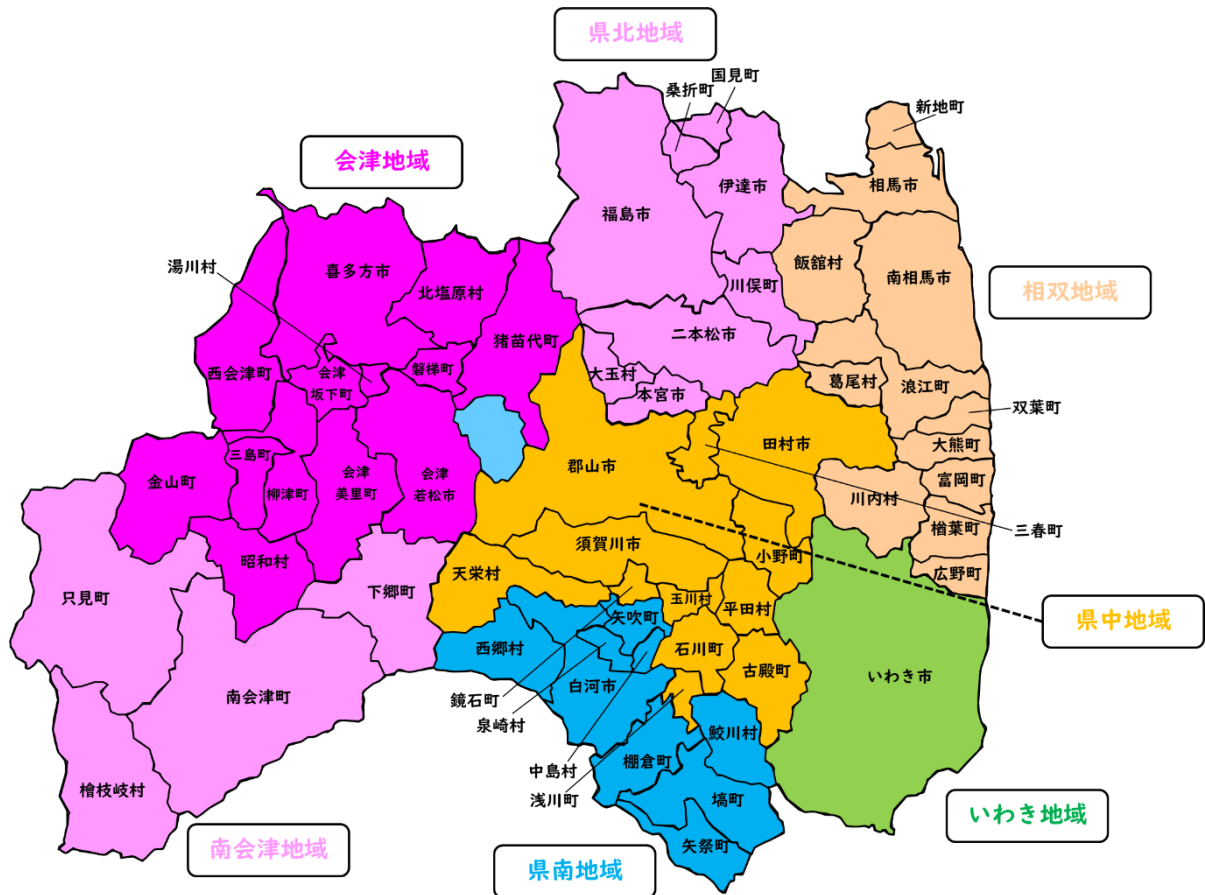 県北地域
国見町
桑折町
新地町
会津地域
相馬市
伊達市
福島市
湯川村
喜多方市
飯舘村
南相馬市
川俣町
北塩原村
相双地域
二本松市
猪苗代町
磐梯町
西会津町
会津
坂下町
大玉村
葛尾村
浪江町
本宮市
双葉町
田村市
大熊町
三島町
郡山市
金山町
会津
美里町
会津
若松市
柳津町
川内村
富岡町
楢葉町
三春町
須賀川市
小野町
昭和村
天栄村
広野町
下郷町
只見町
玉川村
平田村
県中地域
矢吹町
西郷村
石川町
古殿町
いわき市
白河市
南会津町
鏡石町
泉崎村
鮫川村
棚倉町
中島村
檜枝岐村
浅川町
塙町
いわき地域
南会津地域
矢祭町
県南地域